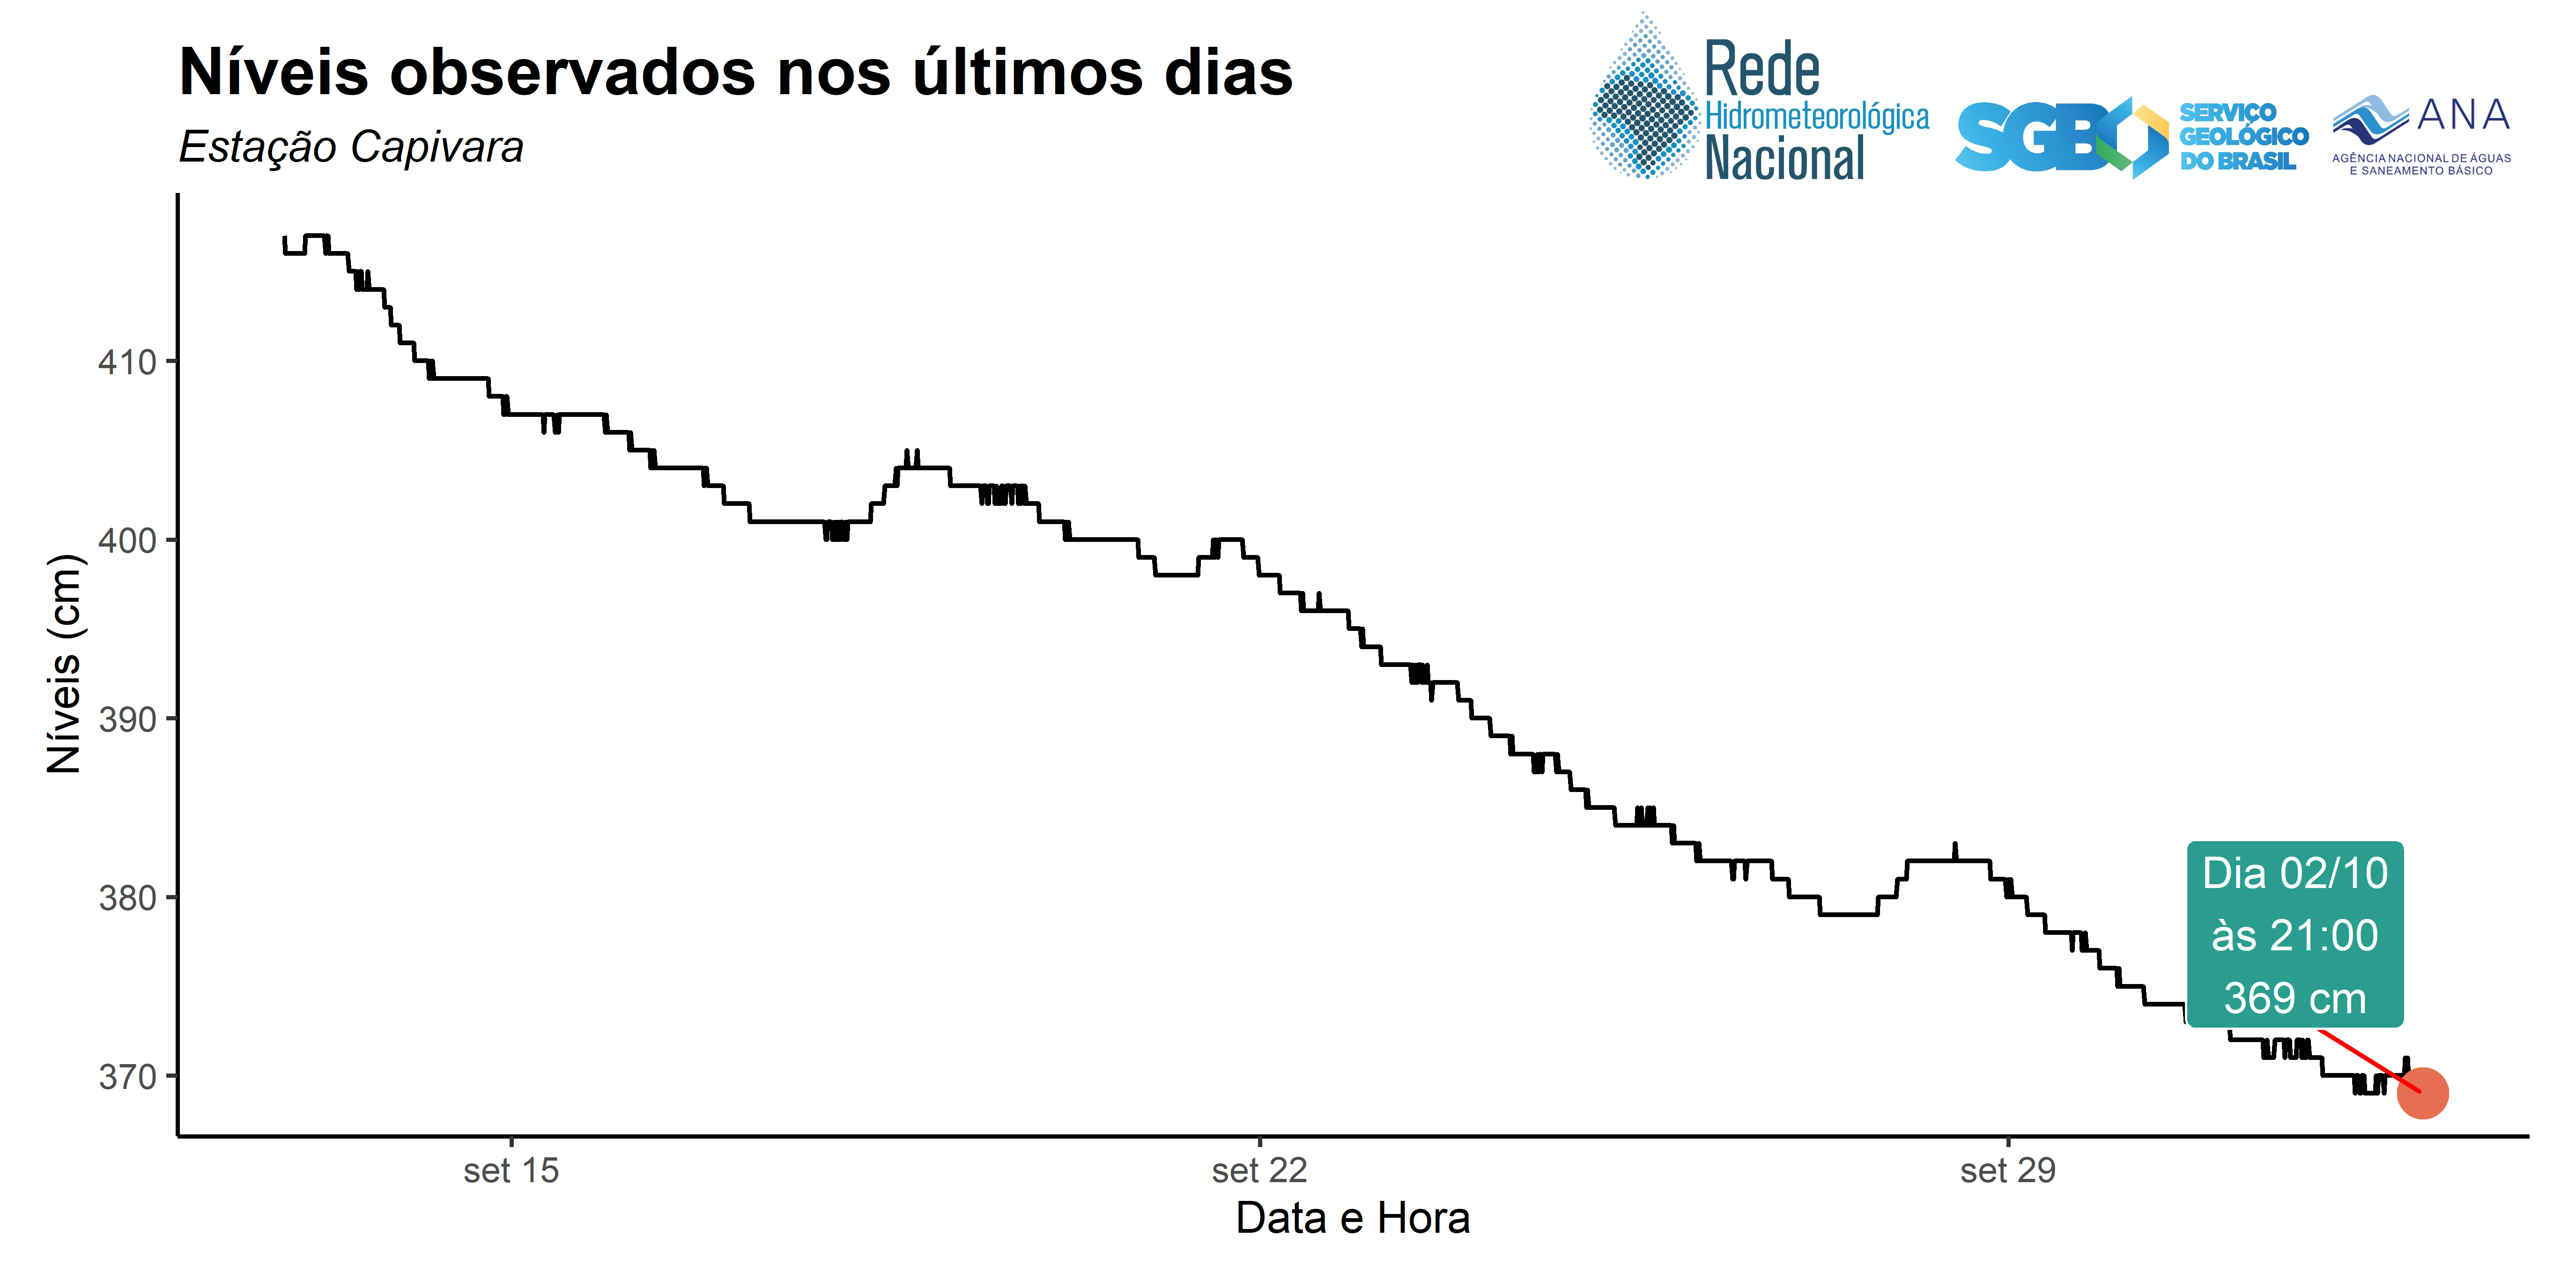 Níveis observados nos últimos dias
Estação Capivara
Rede
Hidrometeorológica
Nacional
SGB
SERVIÇO
GEOLÓGICO
DO BRASIL
ANA
AGÊNCIA NACIONAL DE ÁGUAS
E SANEAMENTO BÁSICO
Níveis (cm)
410
400
390
380
370
Dia 02/10
às 21:00
369 cm
set 15
set 22
set 29
Data e Hora